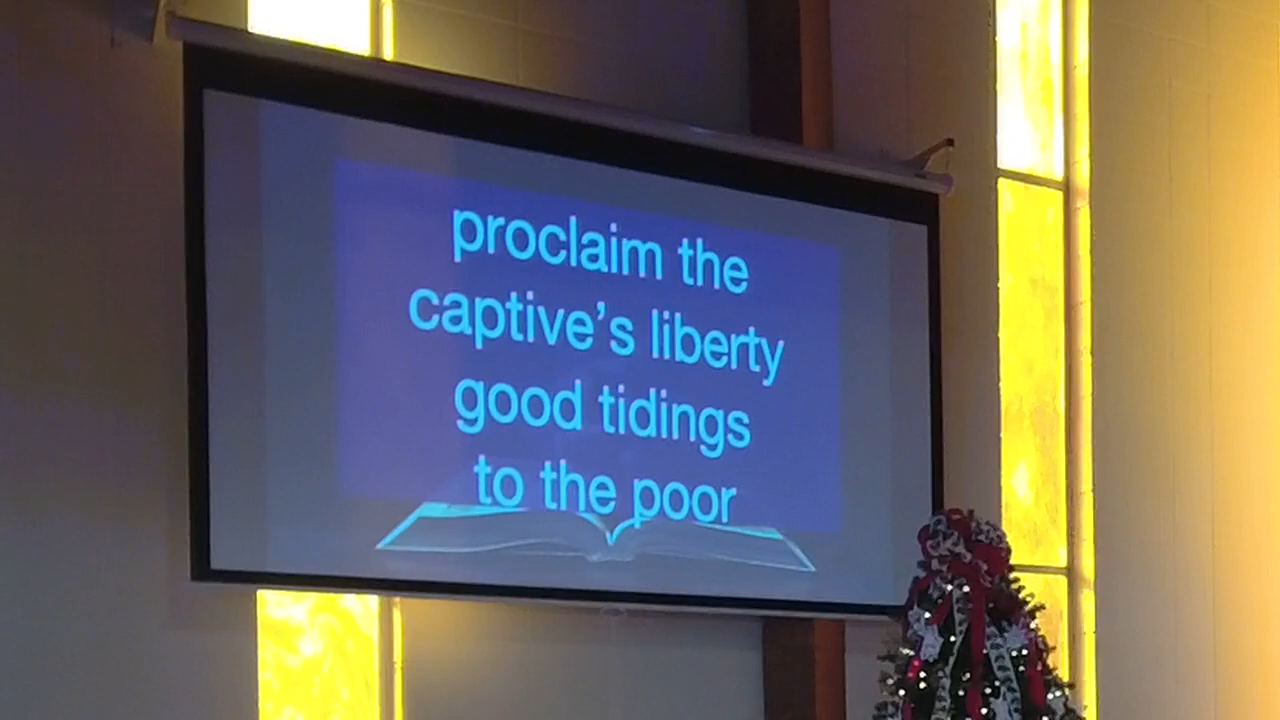 proclaim the
captive’s liberty
good tidings
to the poor